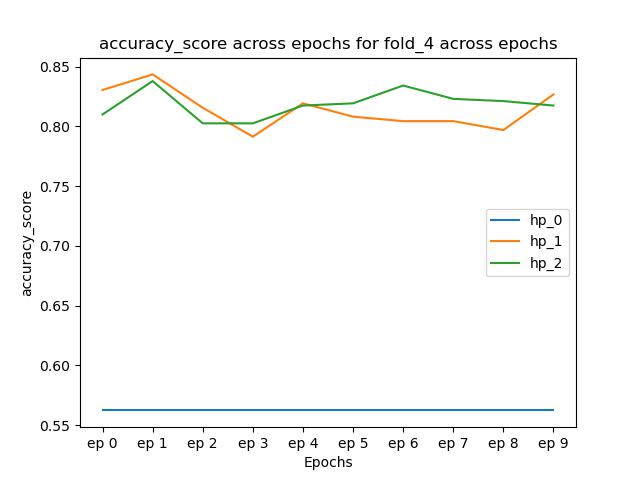 accuracy_score across epochs for fold_4 across epochs
accuracy_score
0.85
0.80
0.75
0.70
0.65
0.60
0.55
hp_0
hp_1
hp_2
ep 0 ep 1 ep 2 ep 3 ep 4 ep 5 ep 6 ep 7 ep 8 ep 9
Epochs